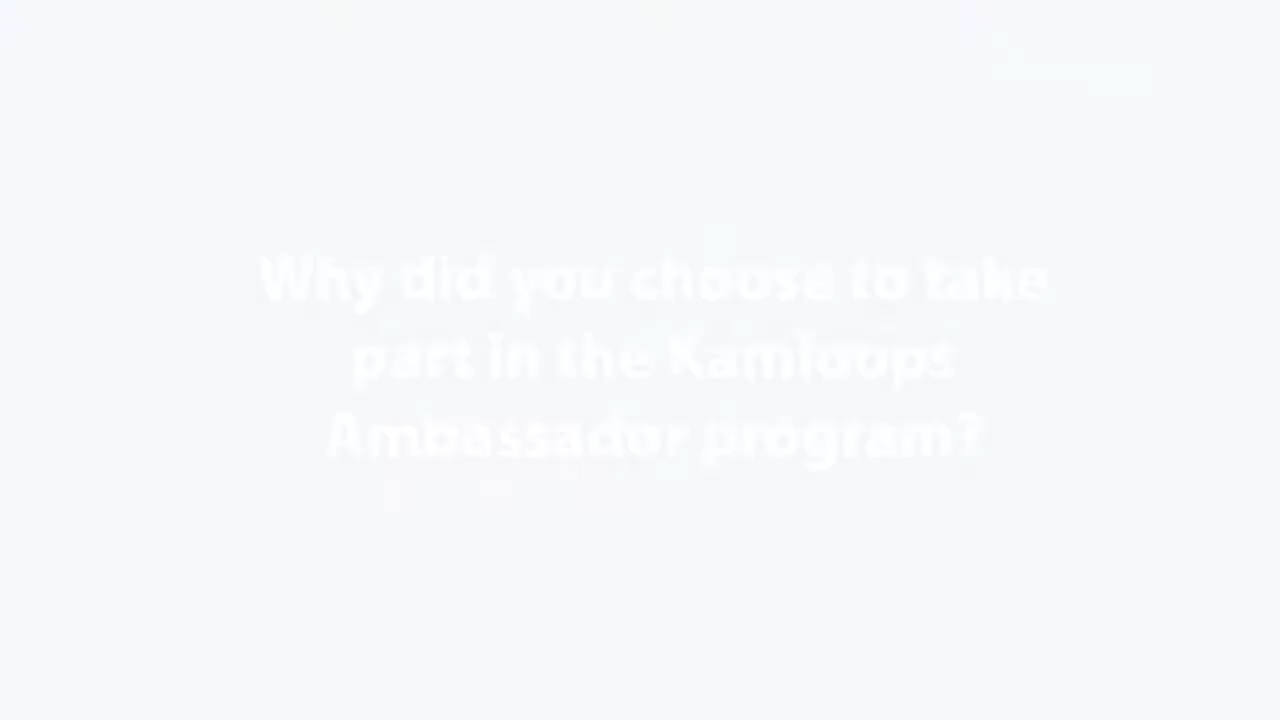 Why did you choose to take
part in the Kamloops
Ambassador program?